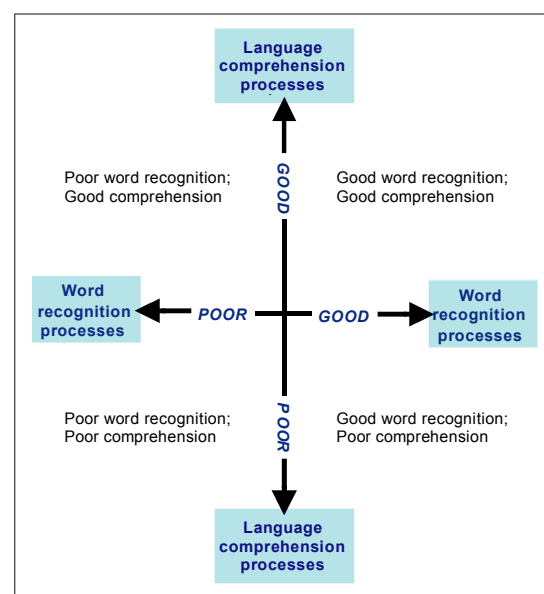 Language
comprehension
processes
Poor word recognition;
Good comprehension
GOOD
Good word recognition;
Good comprehension
Word
recognition
processes
POOR
GOOD
Word
recognition
processes
Poor word recognition;
Poor comprehension
POOR
Good word recognition;
Poor comprehension
Language
comprehension
processes